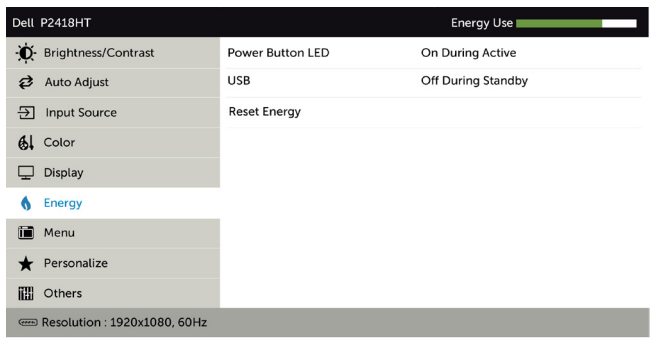 Dell P2418HT Energy Use
Brightness/Contrast Power Button LED On During Active
Auto Adjust USB Off During Standby
Input Source Reset Energy
Color
Display
Energy
Menu
Personalize
Others
Resolution : 1920x1080, 60Hz